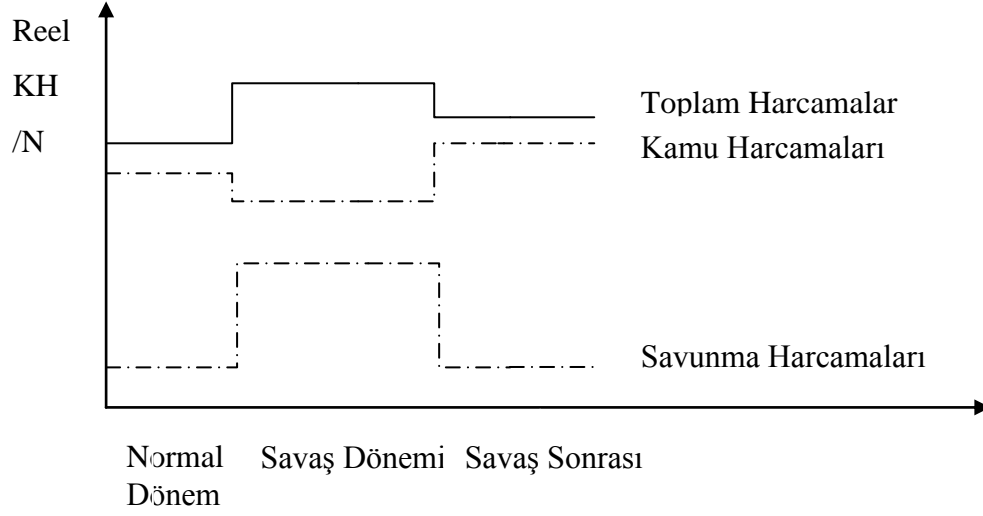 Reel
KH
/N
Toplam Harcamalar
Kamu Harcamaları
Savunma Harcamaları
Normal
Dönem
Savaş Dönemi
Savaş Sonrası